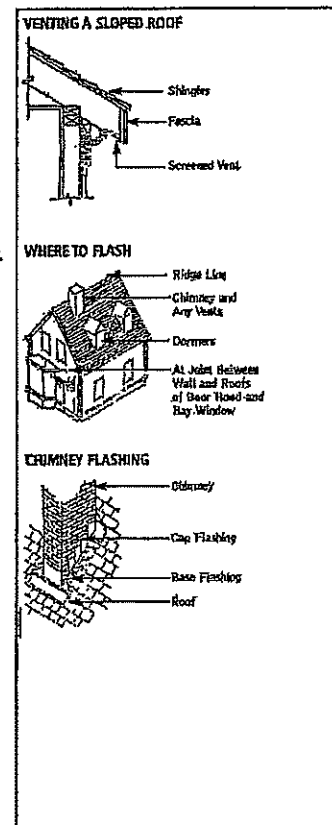 VENTING A SLOPED ROOF
Shingles
Fascia
Screened Vent
WHERE TO FLASH
Ridge Line
Chimney and
Any Vents
Dormers
At Joint Between
Wall and Roofs
of Door Hood and
Bay Window
CHIMNEY FLASHING
Chimney
Cap Flashing
Base Flashing
Roof